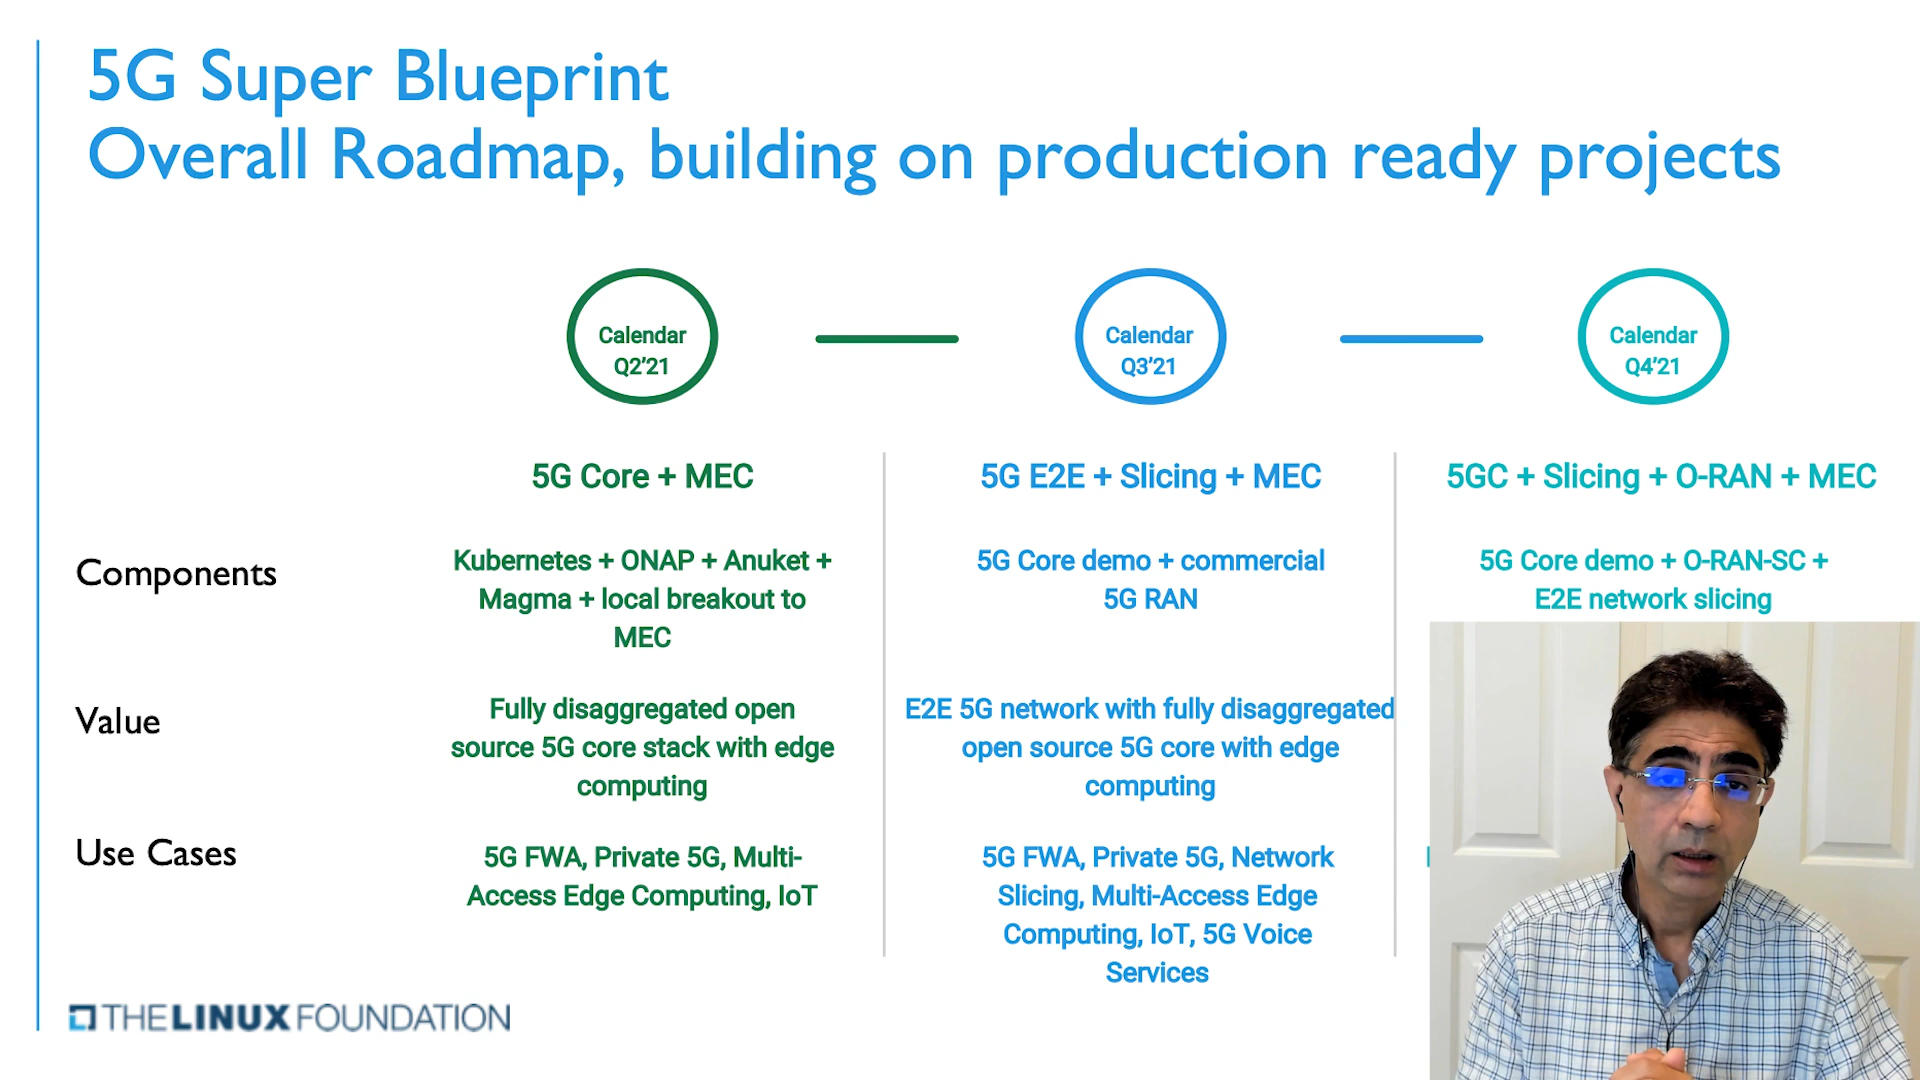 5G Super Blueprint
Overall Roadmap, building on production ready projects
Calendar
Q2'21
Calendar
Q3'21
Calendar
Q4'21
5G Core + MEC
5G E2E + Slicing + MEC
5GC + Slicing + O-RAN + MEC
Components
Kubernetes + ONAP + Anuket +
Magma + local breakout to
MEC
5G Core demo + commercial
5G RAN
5G Core demo + O-RAN-SC +
E2E network slicing
Value
Fully disaggregated open
source 5G core stack with edge
computing
E2E 5G network with fully disaggregated
open source 5G core with edge
computing
Use Cases
5G FWA, Private 5G, Multi-
Access Edge Computing, IoT
5G FWA, Private 5G, Network
Slicing, Multi-Access Edge
Computing, IoT, 5G Voice
Services
THE LINUX FOUNDATION